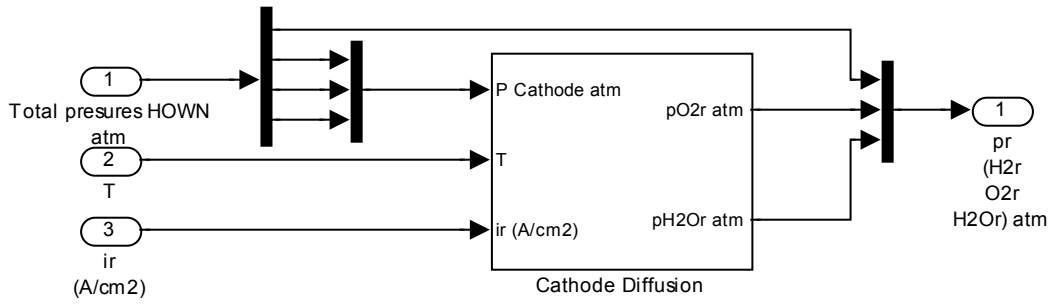 1
Total presures HOWN
atm
2
T
3
ir
(A/cm2)
P Cathode atm
T
ir (A/cm2)
pO2r atm
pH2Or atm
Cathode Diffusion
1
pr
(H2r
O2r
H2Or) atm